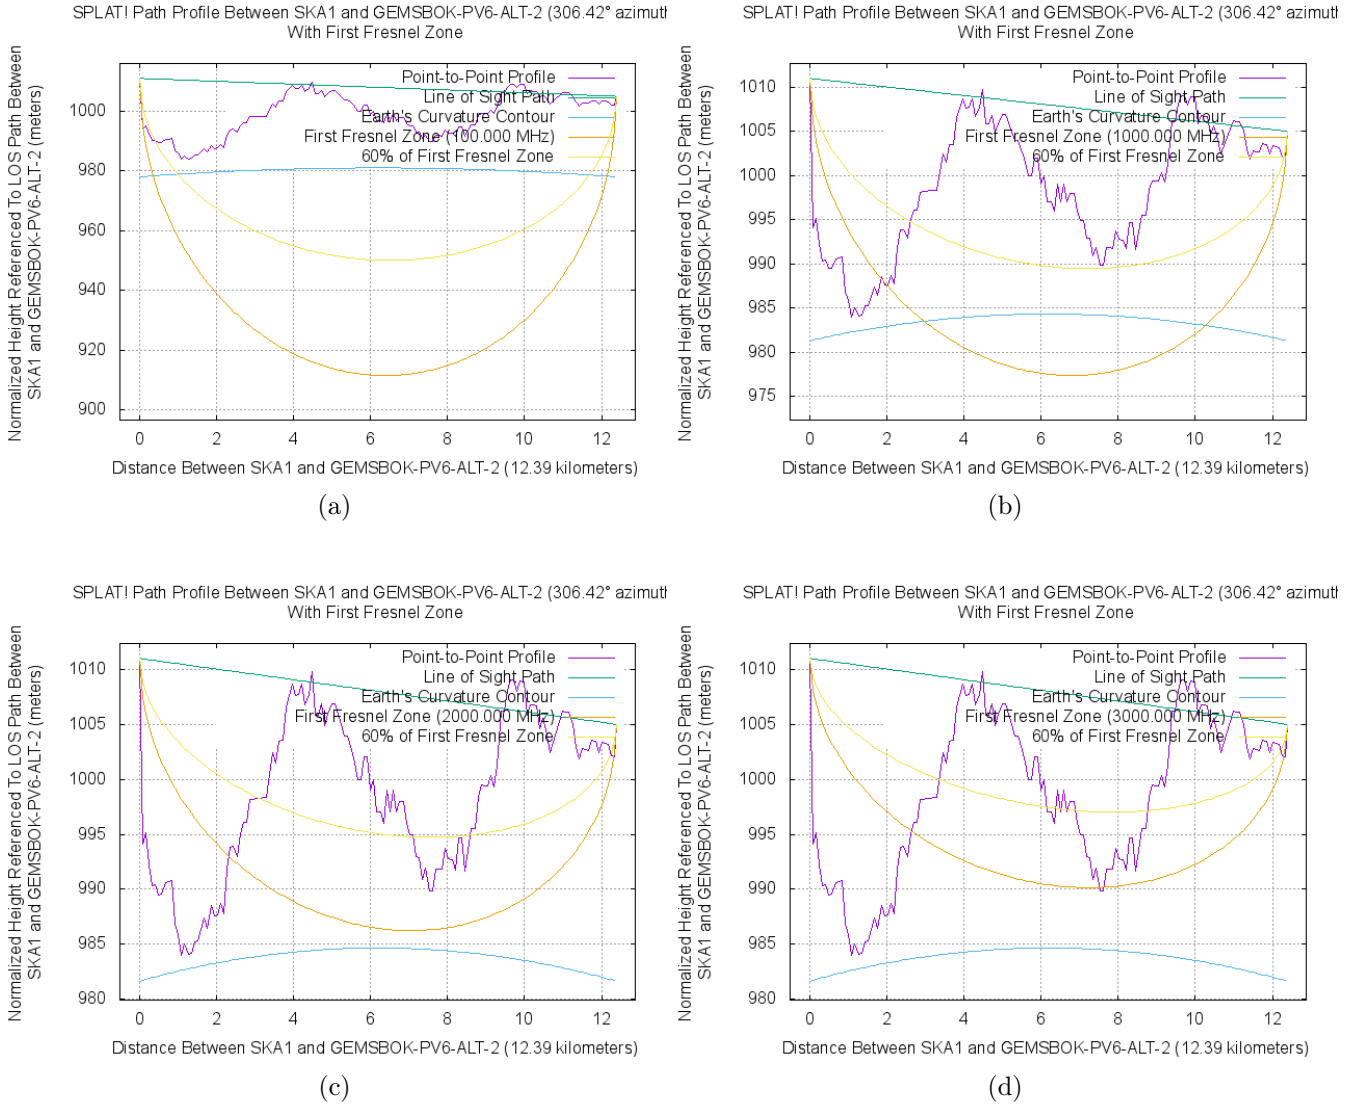 SPLAT! Path Profile Between SKA1 and GEMSBOK-PV6-ALT-2 (306.42° azimuth
With First Fresnel Zone
Normalized Height Referenced To LOS Path Between
SKA1 and GEMSBOK-PV6-ALT-2 (meters)
1000
980
960
940
920
900
Point-to-Point Profile
Line of Sight Path
Earth's Curvature Contour
First Fresnel Zone (100.000 MHz)
60% of First Fresnel Zone
0 2 4 6 8 10 12
Distance Between SKA1 and GEMSBOK-PV6-ALT-2 (12.39 kilometers)
(a)
SPLAT! Path Profile Between SKA1 and GEMSBOK-PV6-ALT-2 (306.42° azimuth
With First Fresnel Zone
Normalized Height Referenced To LOS Path Between
SKA1 and GEMSBOK-PV6-ALT-2 (meters)
1010
1005
1000
995
990
985
980
975
Point-to-Point Profile
Line of Sight Path
Earth's Curvature Contour
First Fresnel Zone (1000.000 MHz)
60% of First Fresnel Zone
0 2 4 6 8 10 12
Distance Between SKA1 and GEMSBOK-PV6-ALT-2 (12.39 kilometers)
(b)
SPLAT! Path Profile Between SKA1 and GEMSBOK-PV6-ALT-2 (306.42° azimuth
With First Fresnel Zone
Normalized Height Referenced To LOS Path Between
SKA1 and GEMSBOK-PV6-ALT-2 (meters)
1010
1005
1000
995
990
985
980
Point-to-Point Profile
Line of Sight Path
Earth's Curvature Contour
First Fresnel Zone (2000.000 MHz)
60% of First Fresnel Zone
0 2 4 6 8 10 12
Distance Between SKA1 and GEMSBOK-PV6-ALT-2 (12.39 kilometers)
(c)
SPLAT! Path Profile Between SKA1 and GEMSBOK-PV6-ALT-2 (306.42° azimuth
With First Fresnel Zone
Normalized Height Referenced To LOS Path Between
SKA1 and GEMSBOK-PV6-ALT-2 (meters)
1010
1005
1000
995
990
985
980
Point-to-Point Profile
Line of Sight Path
Earth's Curvature Contour
First Fresnel Zone (3000.000 MHz)
60% of First Fresnel Zone
0 2 4 6 8 10 12
Distance Between SKA1 and GEMSBOK-PV6-ALT-2 (12.39 kilometers)
(d)